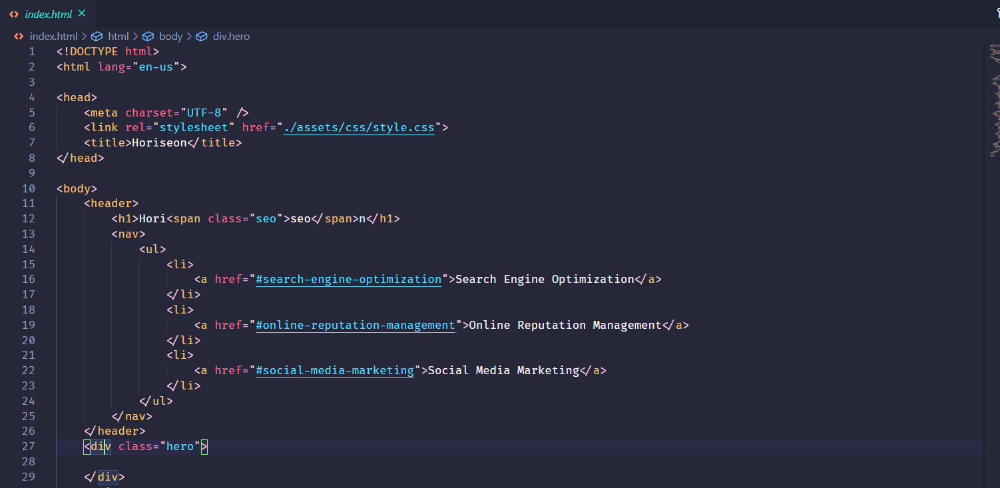 index.html
index.html > html > body > div.hero
1 <!DOCTYPE html>
2 <html lang="en-us">
3
4 <head>
5     <meta charset="UTF-8" />
6     <link rel="stylesheet" href="./assets/css/style.css">
7     <title>Horiseon</title>
8 </head>
9
10 <body>
11     <header>
12         <h1>Hori<span class="seo">seo</span>n</h1>
13         <nav>
14             <ul>
15                 <li>
16                     <a href="#search-engine-optimization">Search Engine Optimization</a>
17                 </li>
18                 <li>
19                     <a href="#online-reputation-management">Online Reputation Management</a>
20                 </li>
21                 <li>
22                     <a href="#social-media-marketing">Social Media Marketing</a>
23                 </li>
24             </ul>
25         </nav>
26     </header>
27     <div class="hero">
28
29     </div>